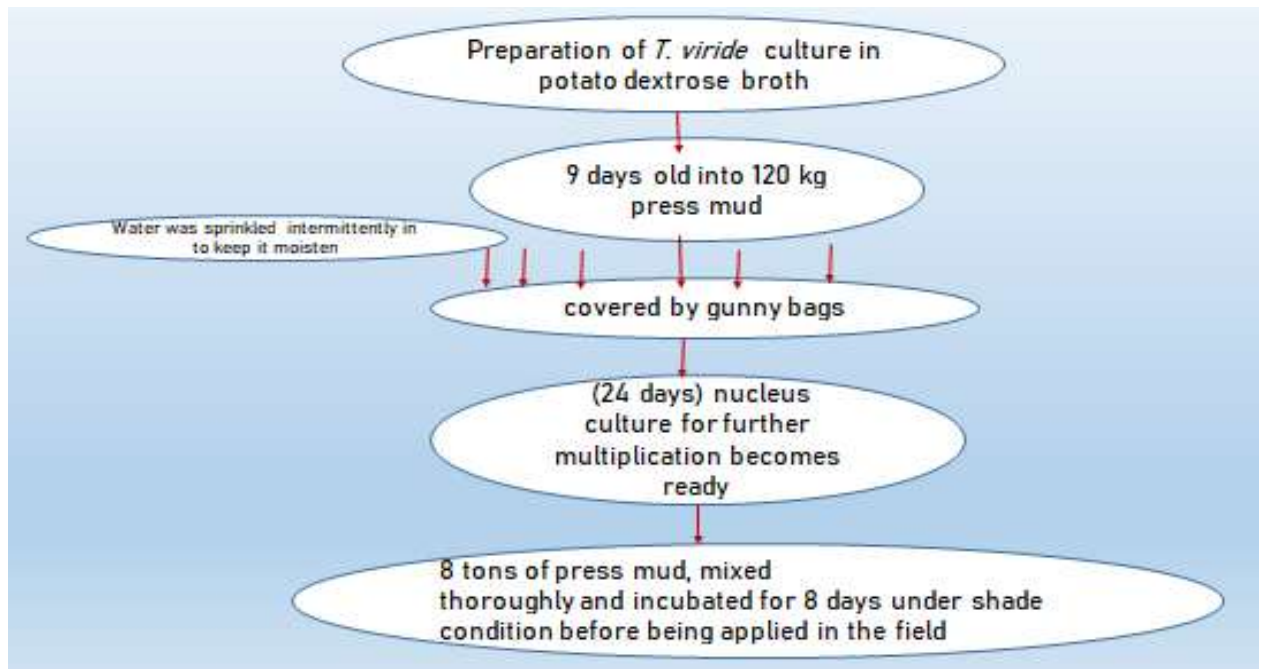 Preparation of T. viride culture in
potato dextrose broth
9 days old into 120 kg
press mud
Water was sprinkled intermittently in
to keep it moisten
covered by gunny bags
(24 days) nucleus
culture for further
multiplication becomes
ready
8 tons of press mud, mixed
thoroughly and incubated for 8 days under shade
condition before being applied in the field